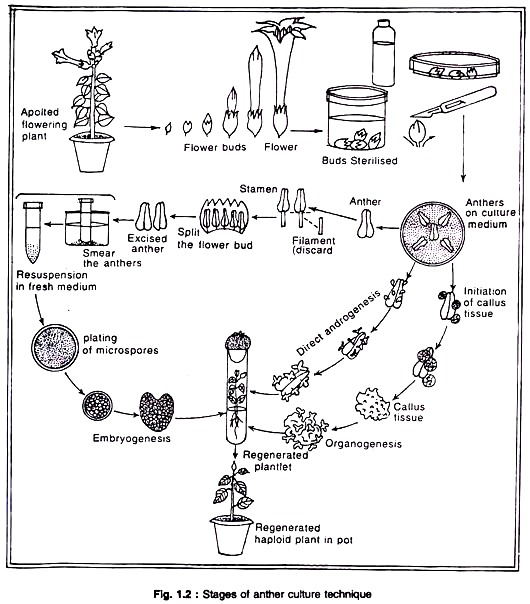 Apolted
flowering
plant
Flower buds
Flower
Buds Sterilised
Stamen
Anther
Filament
(discard
Split
the flower bud
Excised
anther
Smear
the anthers
Resuspension
in fresh medium
Anthers
on culture
medium
Initiation
of callus
tissue
Direct androgenesis
plating
of microspores
Embryogenesis
Callus
tissue
Organogenesis
Regenerated
plantlet
Regenerated
haploid plant in pot
Fig. 1.2 : Stages of anther culture technique